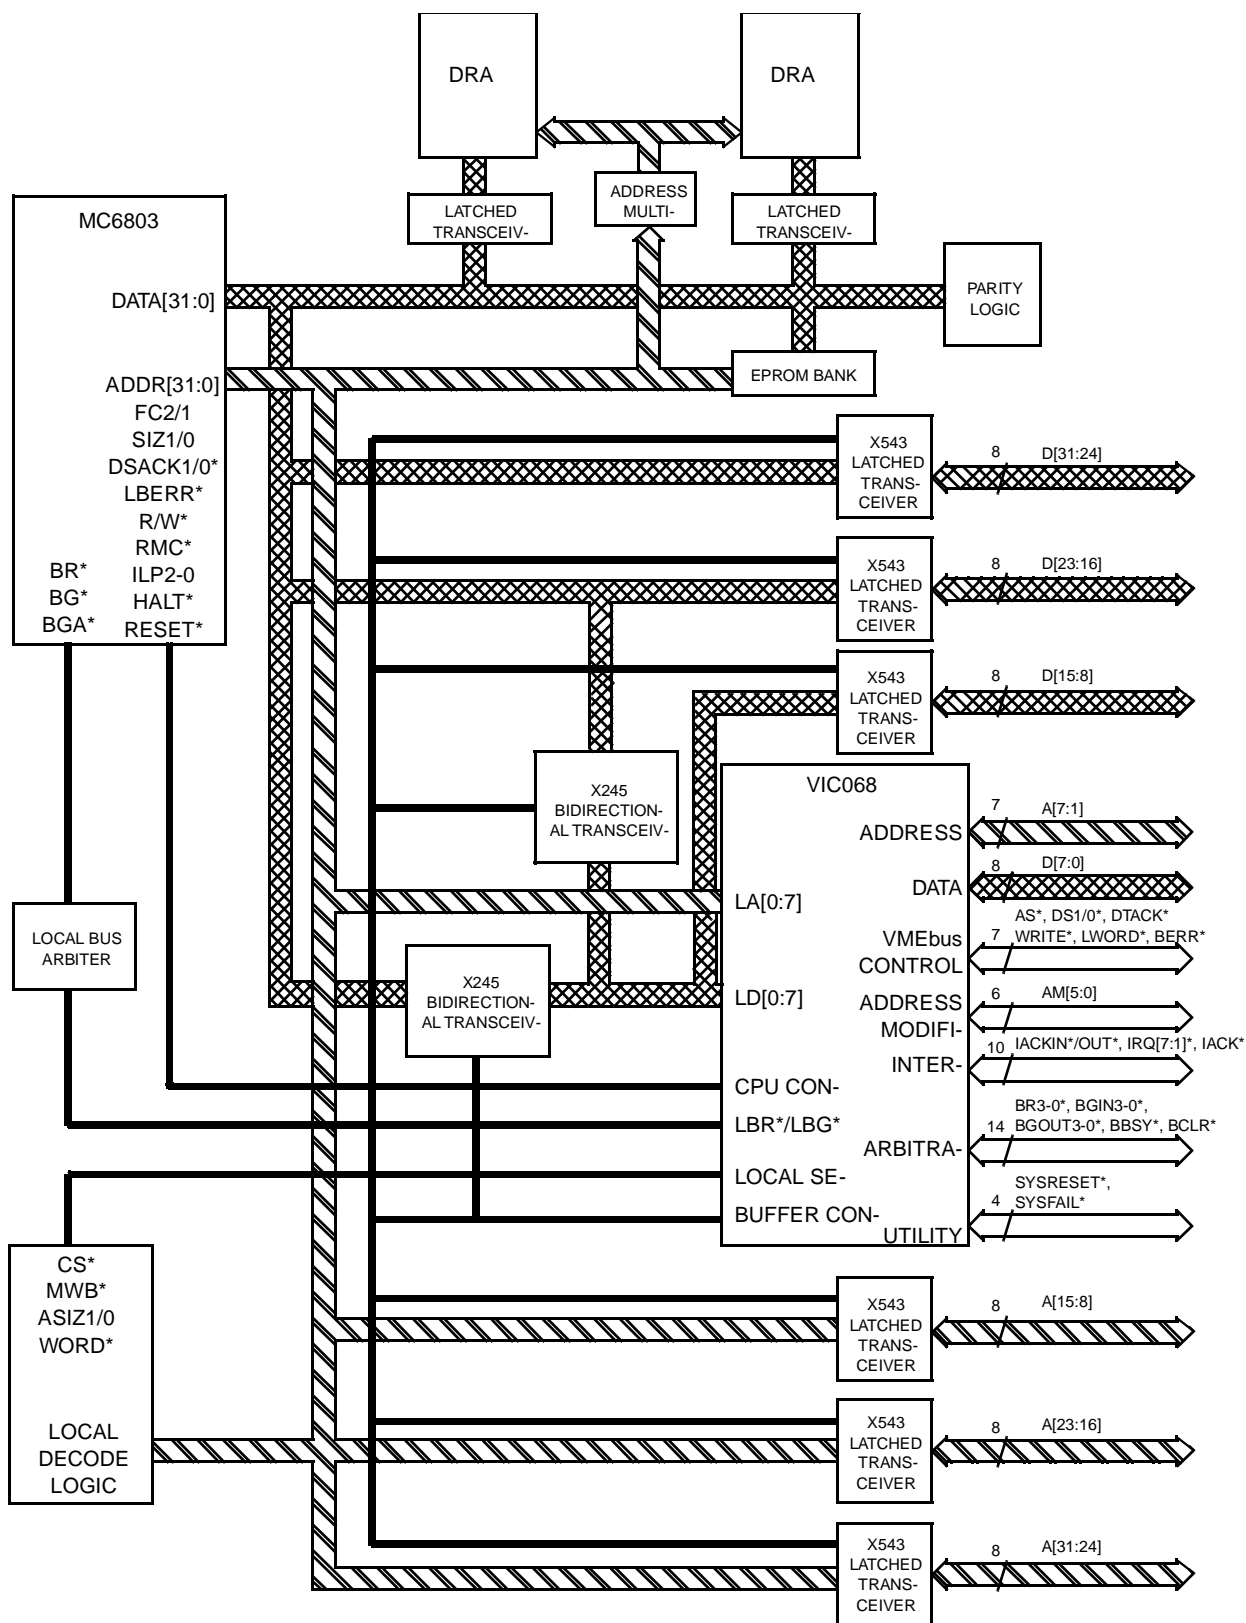 DRA
DRA
ADDRESS
MULTI-
LATCHED
TRANSCEIV-
LATCHED
TRANSCEIV-
MC6803
DATA[31:0]
ADDR[31:0]
FC2/1
SIZ1/0
DSACK1/0*
LBERR*
R/W*
RMC*
ILP2-0
HALT*
RESET*
BR*
BG*
BGA*
PARITY
LOGIC
EPROM BANK
X543
LATCHED
TRANS-
CEIVER
8
D[31:24]
X543
LATCHED
TRANS-
CEIVER
8
D[23:16]
X543
LATCHED
TRANS-
CEIVER
8
D[15:8]
X245
BIDIRECTION-
AL TRANSCEIV-
LOCAL BUS
ARBITER
X245
BIDIRECTION-
AL TRANSCEIV-
VIC068
LA[0:7]
LD[0:7]
CPU CON-
LBR*/LBG*
LOCAL SE-
BUFFER CON-
ADDRESS
7
A[7:1]
DATA
8
D[7:0]
VMEbus
CONTROL
7
AS*, DS1/0*, DTACK*
WRITE*, LWORD*, BERR*
ADDRESS
MODIFI-
6
AM[5:0]
INTER-
10
IACKIN*/OUT*, IRQ[7:1]*, IACK*
ARBITRA-
14
BR3-0*, BGIN3-0*,
BGOUT3-0*, BBSY*, BCLR*
UTILITY
4
SYSRESET*,
SYSFAIL*
CS*
MWB*
ASIZ1/0
WORD*
LOCAL
DECODE
LOGIC
X543
LATCHED
TRANS-
CEIVER
8
A[15:8]
X543
LATCHED
TRANS-
CEIVER
8
A[23:16]
X543
LATCHED
TRANS-
CEIVER
8
A[31:24]